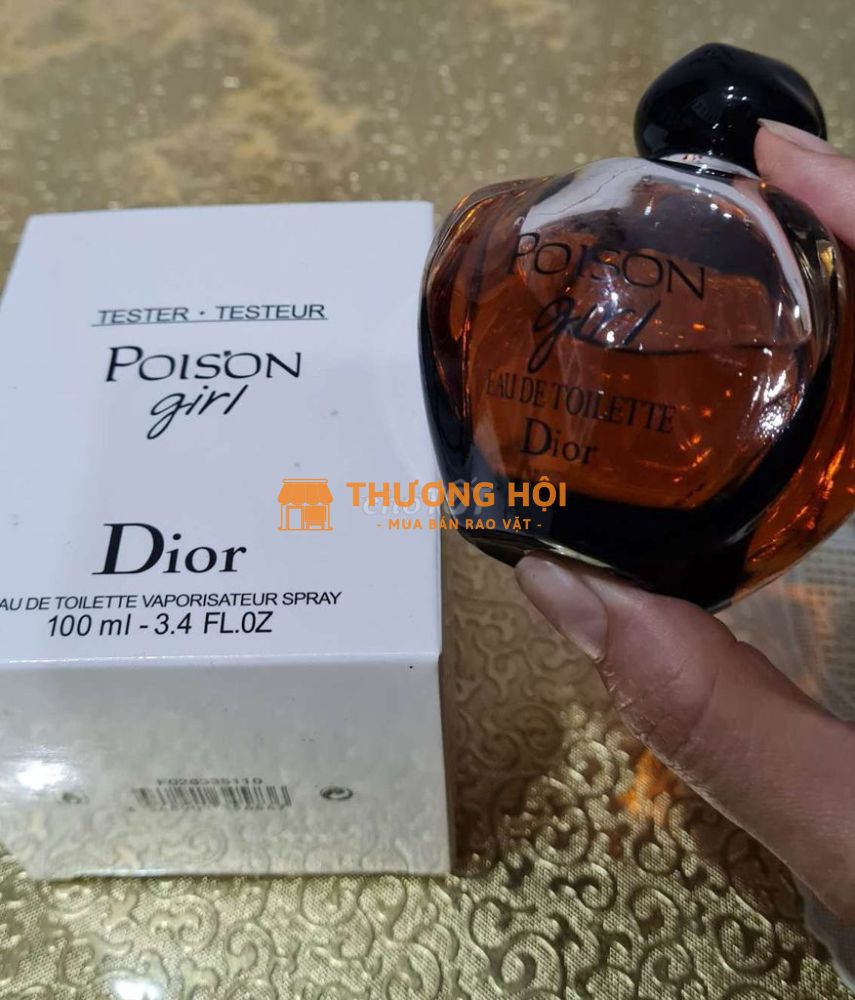 TESTER · TESTEUR
POISON
girl
Dior
EAU DE TOILETTE VAPORISATEUR SPRAY
100 ml - 3.4 FL.OZ
POISON
girl
EAU DE TOILETTE
Dior
THƯƠNG HỘI
- MUA BÁN RAO VẶT -